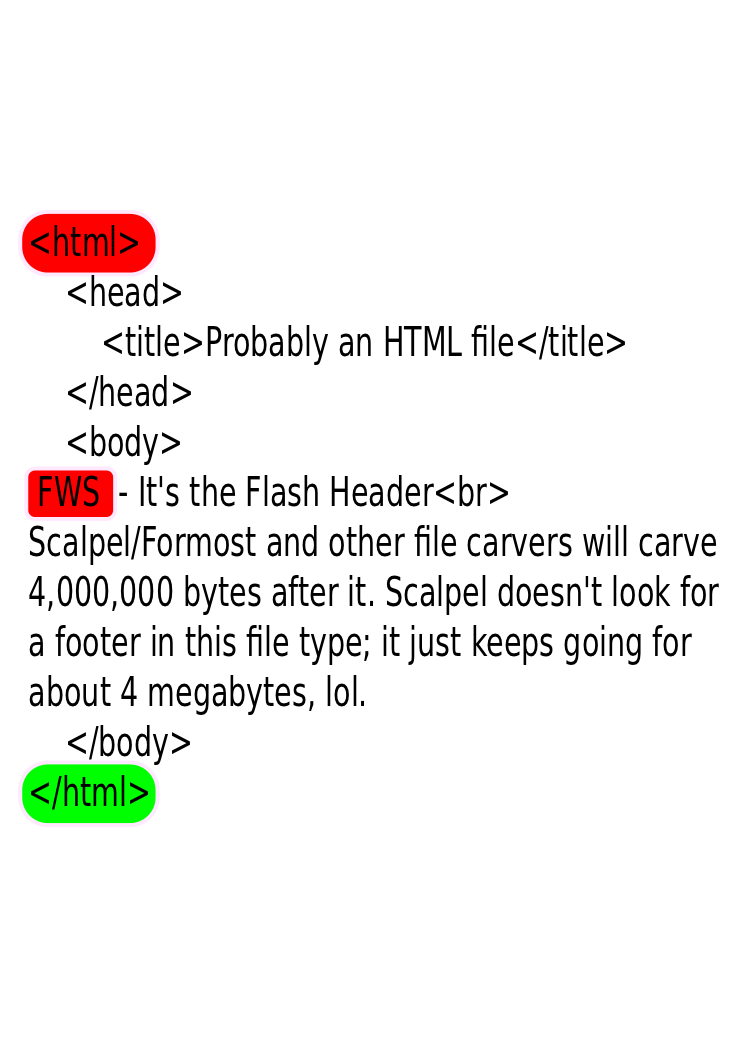 <html>
<head>
<title>Probably an HTML file</title>
</head>
<body>
FWS - It's the Flash Header<br>
Scalpel/Formost and other file carvers will carve
4,000,000 bytes after it. Scalpel doesn't look for
a footer in this file type; it just keeps going for
about 4 megabytes, lol.
</body>
</html>